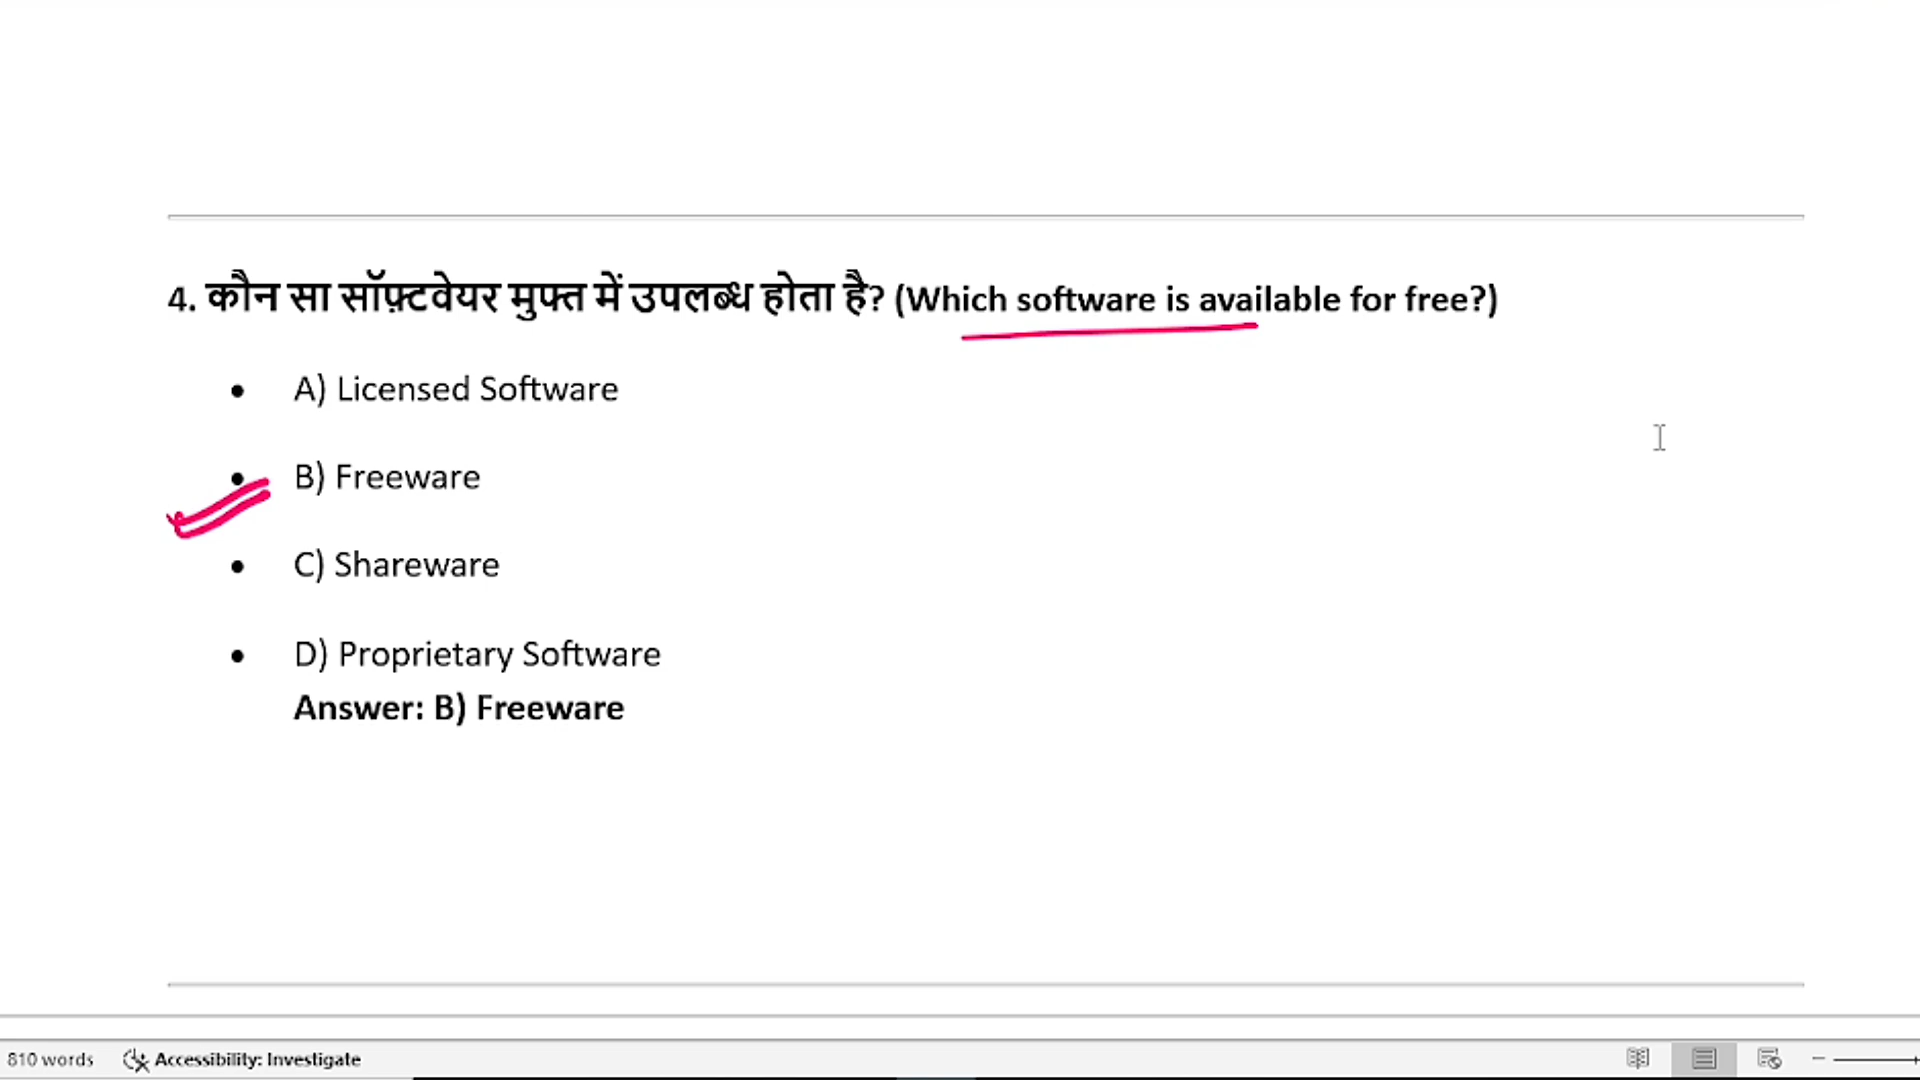 4. कौन सा सॉफ़्टवेयर मुफ्त में उपलब्ध होता है? (Which software is available for free?)
• A) Licensed Software
• B) Freeware
• C) Shareware
• D) Proprietary Software
Answer: B) Freeware
810 words Accessibility: Investigate